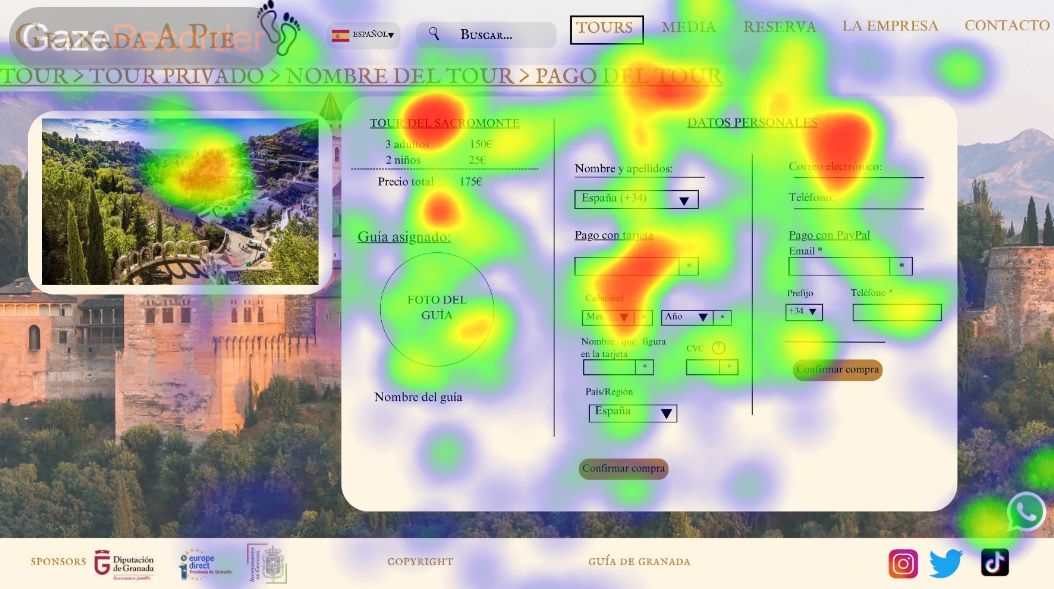 GazeRecorder
GRANADA A PIE
ESPAÑOL▼
BUSCAR...
TOURS
MEDIA
RESERVA
LA EMPRESA
CONTACTO
TOUR > TOUR PRIVADO > NOMBRE DEL TOUR > PAGO DEL TOUR
TOUR DEL SACROMONTE
3 adultos 150€
2 niños 25€
Precio total 175€
Guía asignado:
FOTO DEL
GUÍA
Nombre del guía
DATOS PERSONALES
Nombre y apellidos:
España (+34) ▼
Correo electrónico:
Teléfono:
Pago con tarjeta
*
Caducidad
Mes ▼ *
Año ▼ *
Nombre que figura
en la tarjeta
*
CVC ?
*
País/Región
España ▼
Confirmar compra
Pago con PayPal
Email *
*
Prefijo
+34 ▼
Teléfono *
Confirmar compra
SPONSORS
Diputación
de Granada
europe
direct
Provincia de Granada
COPYRIGHT
GUÍA DE GRANADA